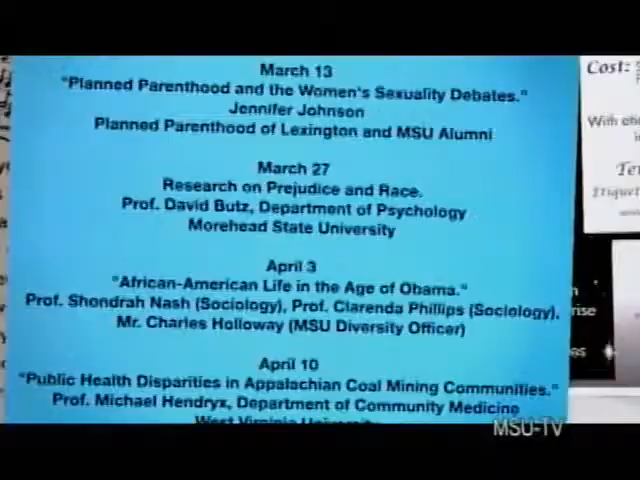 March 13
"Planned Parenthood and the Women's Sexuality Debates."
Jennifer Johnson
Planned Parenthood of Lexington and MSU Alumni
March 27
Research on Prejudice and Race.
Prof. David Butz, Department of Psychology
Morehead State University
April 3
"African-American Life in the Age of Obama."
Prof. Shondrah Nash (Sociology), Prof. Clarenda Phillips (Sociology),
Mr. Charles Holloway (MSU Diversity Officer)
April 10
"Public Health Disparities in Appalachian Coal Mining Communities."
Prof. Michael Hendryx, Department of Community Medicine
West Virginia University
Cost:
With
MSU-TV